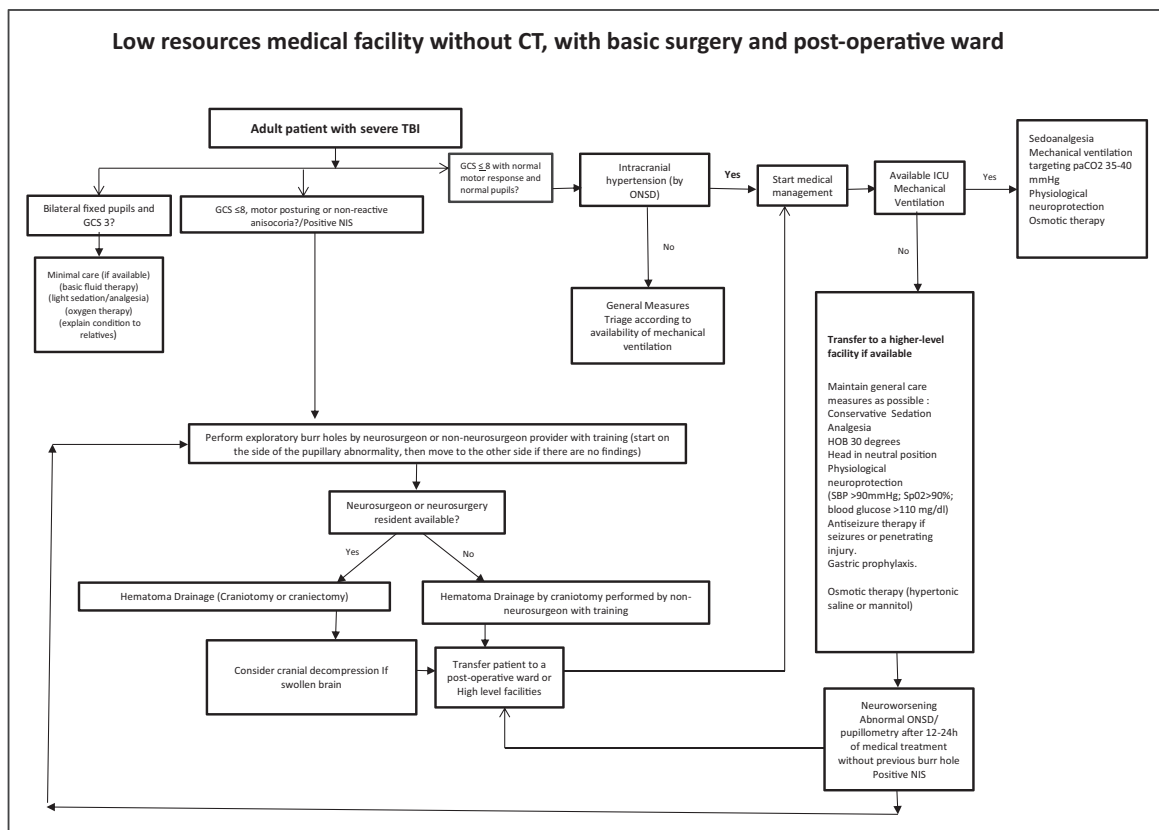 Low resources medical facility without CT, with basic surgery and post-operative ward
Adult patient with severe TBI
GCS ≤ 8 with normal
motor response and
normal pupils?
Intracranial
hypertension (by
ONSD)
Yes
Start medical
management
Available ICU
Mechanical
Ventilation
Yes
Sedoanalgesia
Mechanical ventilation
targeting paCO2 35-40
mmHg
Physiological
neuroprotection
Osmotic therapy
Bilateral fixed pupils and
GCS 3?
GCS ≤8, motor posturing or non-reactive
anisocoria?/Positive NIS
No
No
Minimal care (if available)
(basic fluid therapy)
(light sedation/analgesia)
(oxygen therapy)
(explain condition to
relatives)
General Measures
Triage according to
availability of mechanical
ventilation
Transfer to a higher-level
facility if available
Maintain general care
measures as possible :
Conservative Sedation
Analgesia
HOB 30 degrees
Head in neutral position
Physiological
neuroprotection
(SBP >90mmHg; Sp02>90%;
blood glucose >110 mg/dl)
Antiseizure therapy if
seizures or penetrating
injury.
Gastric prophylaxis.
Osmotic therapy (hypertonic
saline or mannitol)
Perform exploratory burr holes by neurosurgeon or non-neurosurgeon provider with training (start on
the side of the pupillary abnormality, then move to the other side if there are no findings)
Neurosurgeon or neurosurgery
resident available?
Yes
No
Hematoma Drainage (Craniotomy or craniectomy)
Hematoma Drainage by craniotomy performed by non-
neurosurgeon with training
Consider cranial decompression If
swollen brain
Transfer patient to a
post-operative ward or
High level facilities
Neuroworsening
Abnormal ONSD/
pupillometry after 12-24h
of medical treatment
without previous burr hole
Positive NIS